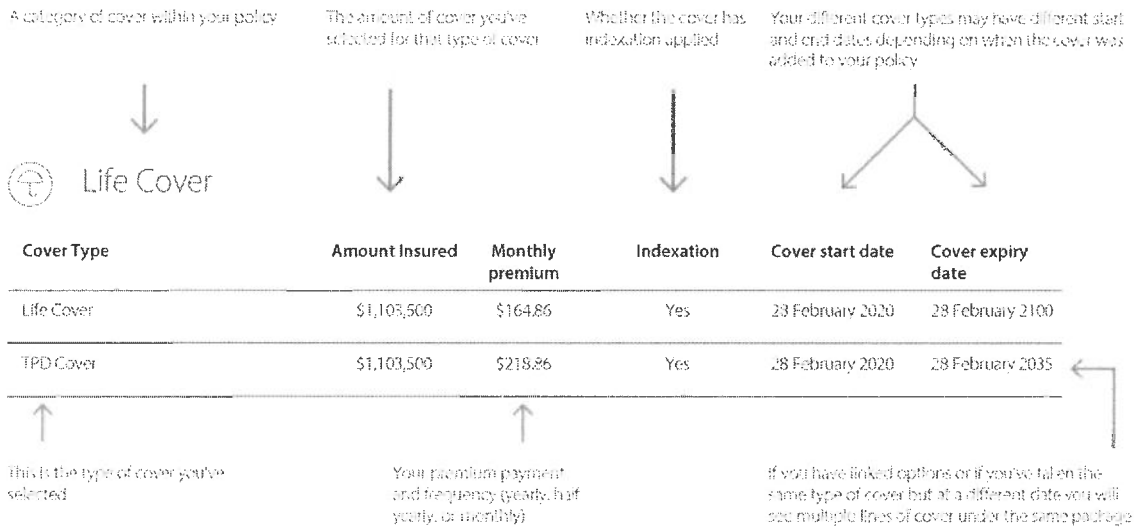 A category of cover within your policy
The amount of cover you've
selected for that type of cover
Whether the cover has
indexation applied
Your different cover types may have different start
and end dates depending on when the cover was
added to your policy
Life Cover
Cover Type Amount Insured Monthly premium Indexation Cover start date Cover expiry date
Life Cover $1,103,500 $164.86 Yes 28 February 2020 28 February 2100
TPD Cover $1,103,500 $218.86 Yes 28 February 2020 28 February 2035
This is the type of cover you've
selected
Your premium payment
and frequency (yearly, half
yearly, or monthly)
If you have linked options or if you've taken the
same type of cover but at a different date you will
see multiple lines of cover under the same package